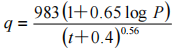 q = 983(1+0.65 log P) / (t+0.4)^0.56